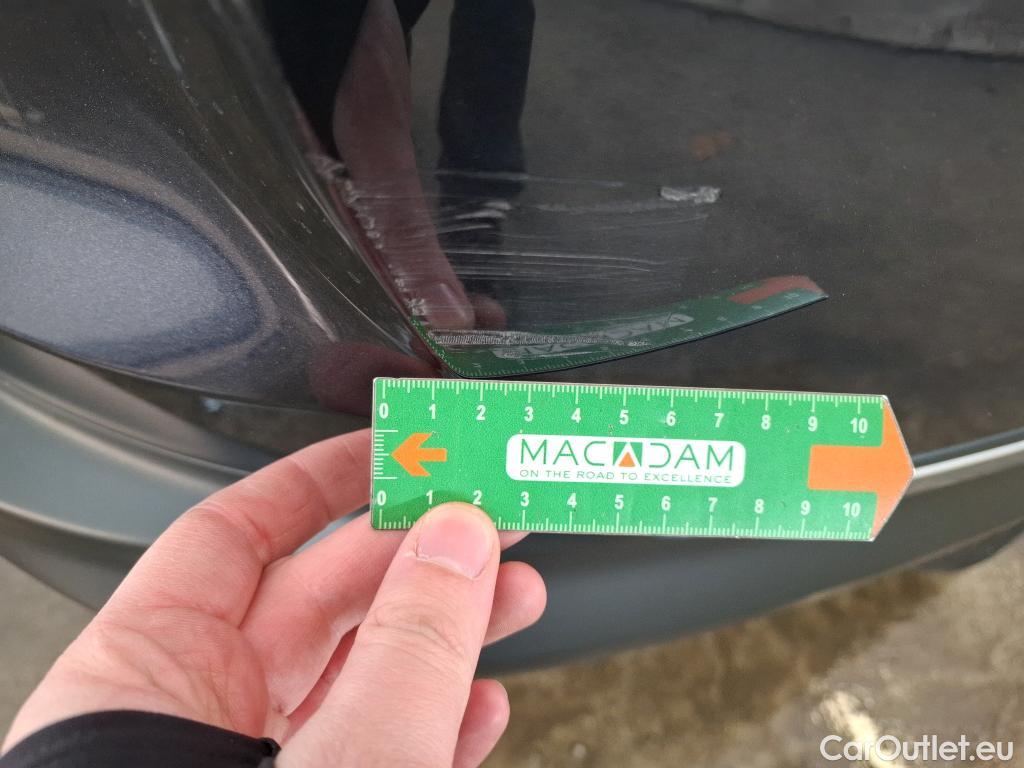 0 1 2 3 4 5 6 7 8 9 10
MACADAM
ON THE ROAD TO EXCELLENCE
0 1 2 3 4 5 6 7 8 9 10
CarOutlet.eu